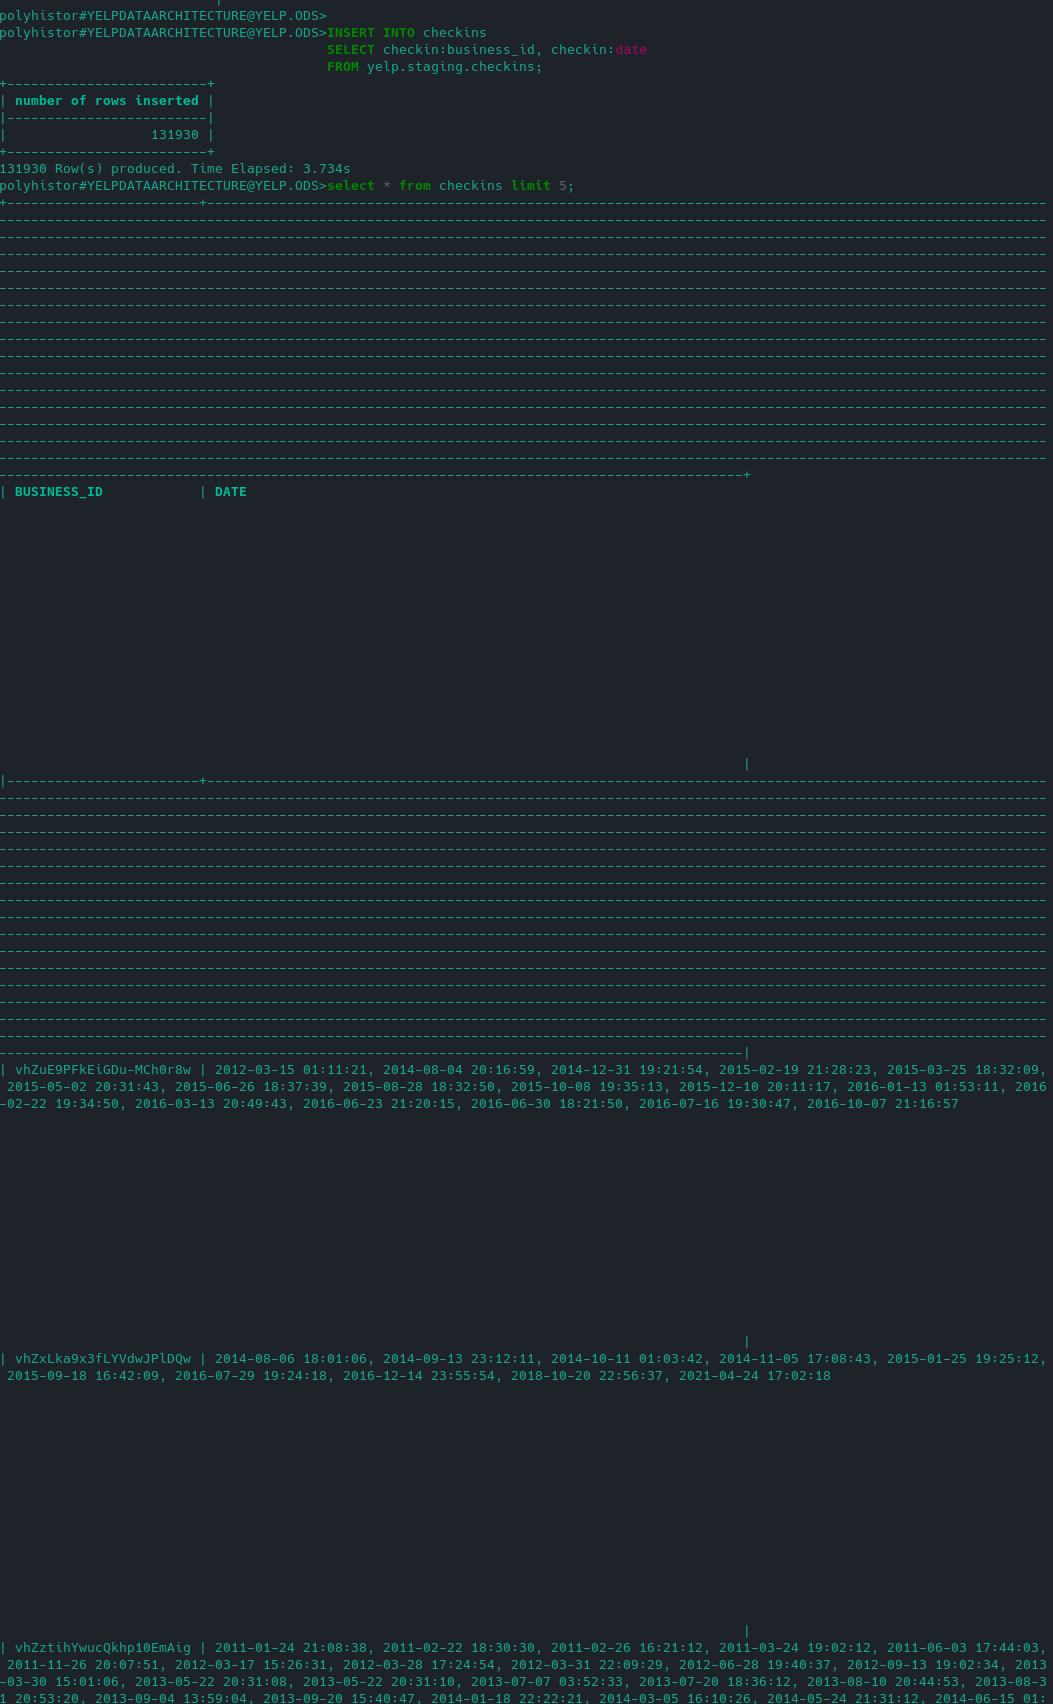 polyhistor#YELPDATAARCHITECTURE@YELP.ODS>
polyhistor#YELPDATAARCHITECTURE@YELP.ODS>INSERT INTO checkins
SELECT checkin:business_id, checkin:date
FROM yelp.staging.checkins;
| number of rows inserted |
| 131930 |
131930 Row(s) produced. Time Elapsed: 3.734s
polyhistor#YELPDATAARCHITECTURE@YELP.ODS>select * from checkins limit 5;
| BUSINESS_ID | DATE
| vhZuE9PFkEiGDu-MCh0r8w | 2012-03-15 01:11:21, 2014-08-04 20:16:59, 2014-12-31 19:21:54, 2015-02-19 21:28:23, 2015-03-25 18:32:09,
2015-05-02 20:31:43, 2015-06-26 18:37:39, 2015-08-28 18:32:50, 2015-10-08 19:35:13, 2015-12-10 20:11:17, 2016-01-13 01:53:11, 2016
-02-22 19:34:50, 2016-03-13 20:49:43, 2016-06-23 21:20:15, 2016-06-30 18:21:50, 2016-07-16 19:30:47, 2016-10-07 21:16:57
| vhZxLka9x3fLYVdwJPlDQw | 2014-08-06 18:01:06, 2014-09-13 23:12:11, 2014-10-11 01:03:42, 2014-11-05 17:08:43, 2015-01-25 19:25:12,
2015-09-18 16:42:09, 2016-07-29 19:24:18, 2016-12-14 23:55:54, 2018-10-20 22:56:37, 2021-04-24 17:02:18
| vhZztihYwucQkhp10EmAig | 2011-01-24 21:08:38, 2011-02-22 18:30:30, 2011-02-26 16:21:12, 2011-03-24 19:02:12, 2011-06-03 17:44:03,
2011-11-26 20:07:51, 2012-03-17 15:26:31, 2012-03-28 17:24:54, 2012-03-31 22:09:29, 2012-06-28 19:40:37, 2012-09-13 19:02:34, 2013
-03-30 15:01:06, 2013-05-22 20:31:08, 2013-05-22 20:31:10, 2013-07-07 03:52:33, 2013-07-20 18:36:12, 2013-08-10 20:44:53, 2013-08-3
1 20:53:20, 2013-09-04 13:59:04, 2013-09-20 15:40:47, 2014-01-18 22:22:21, 2014-03-05 16:10:26, 2014-05-24 21:31:12, 2014-06-15 01: